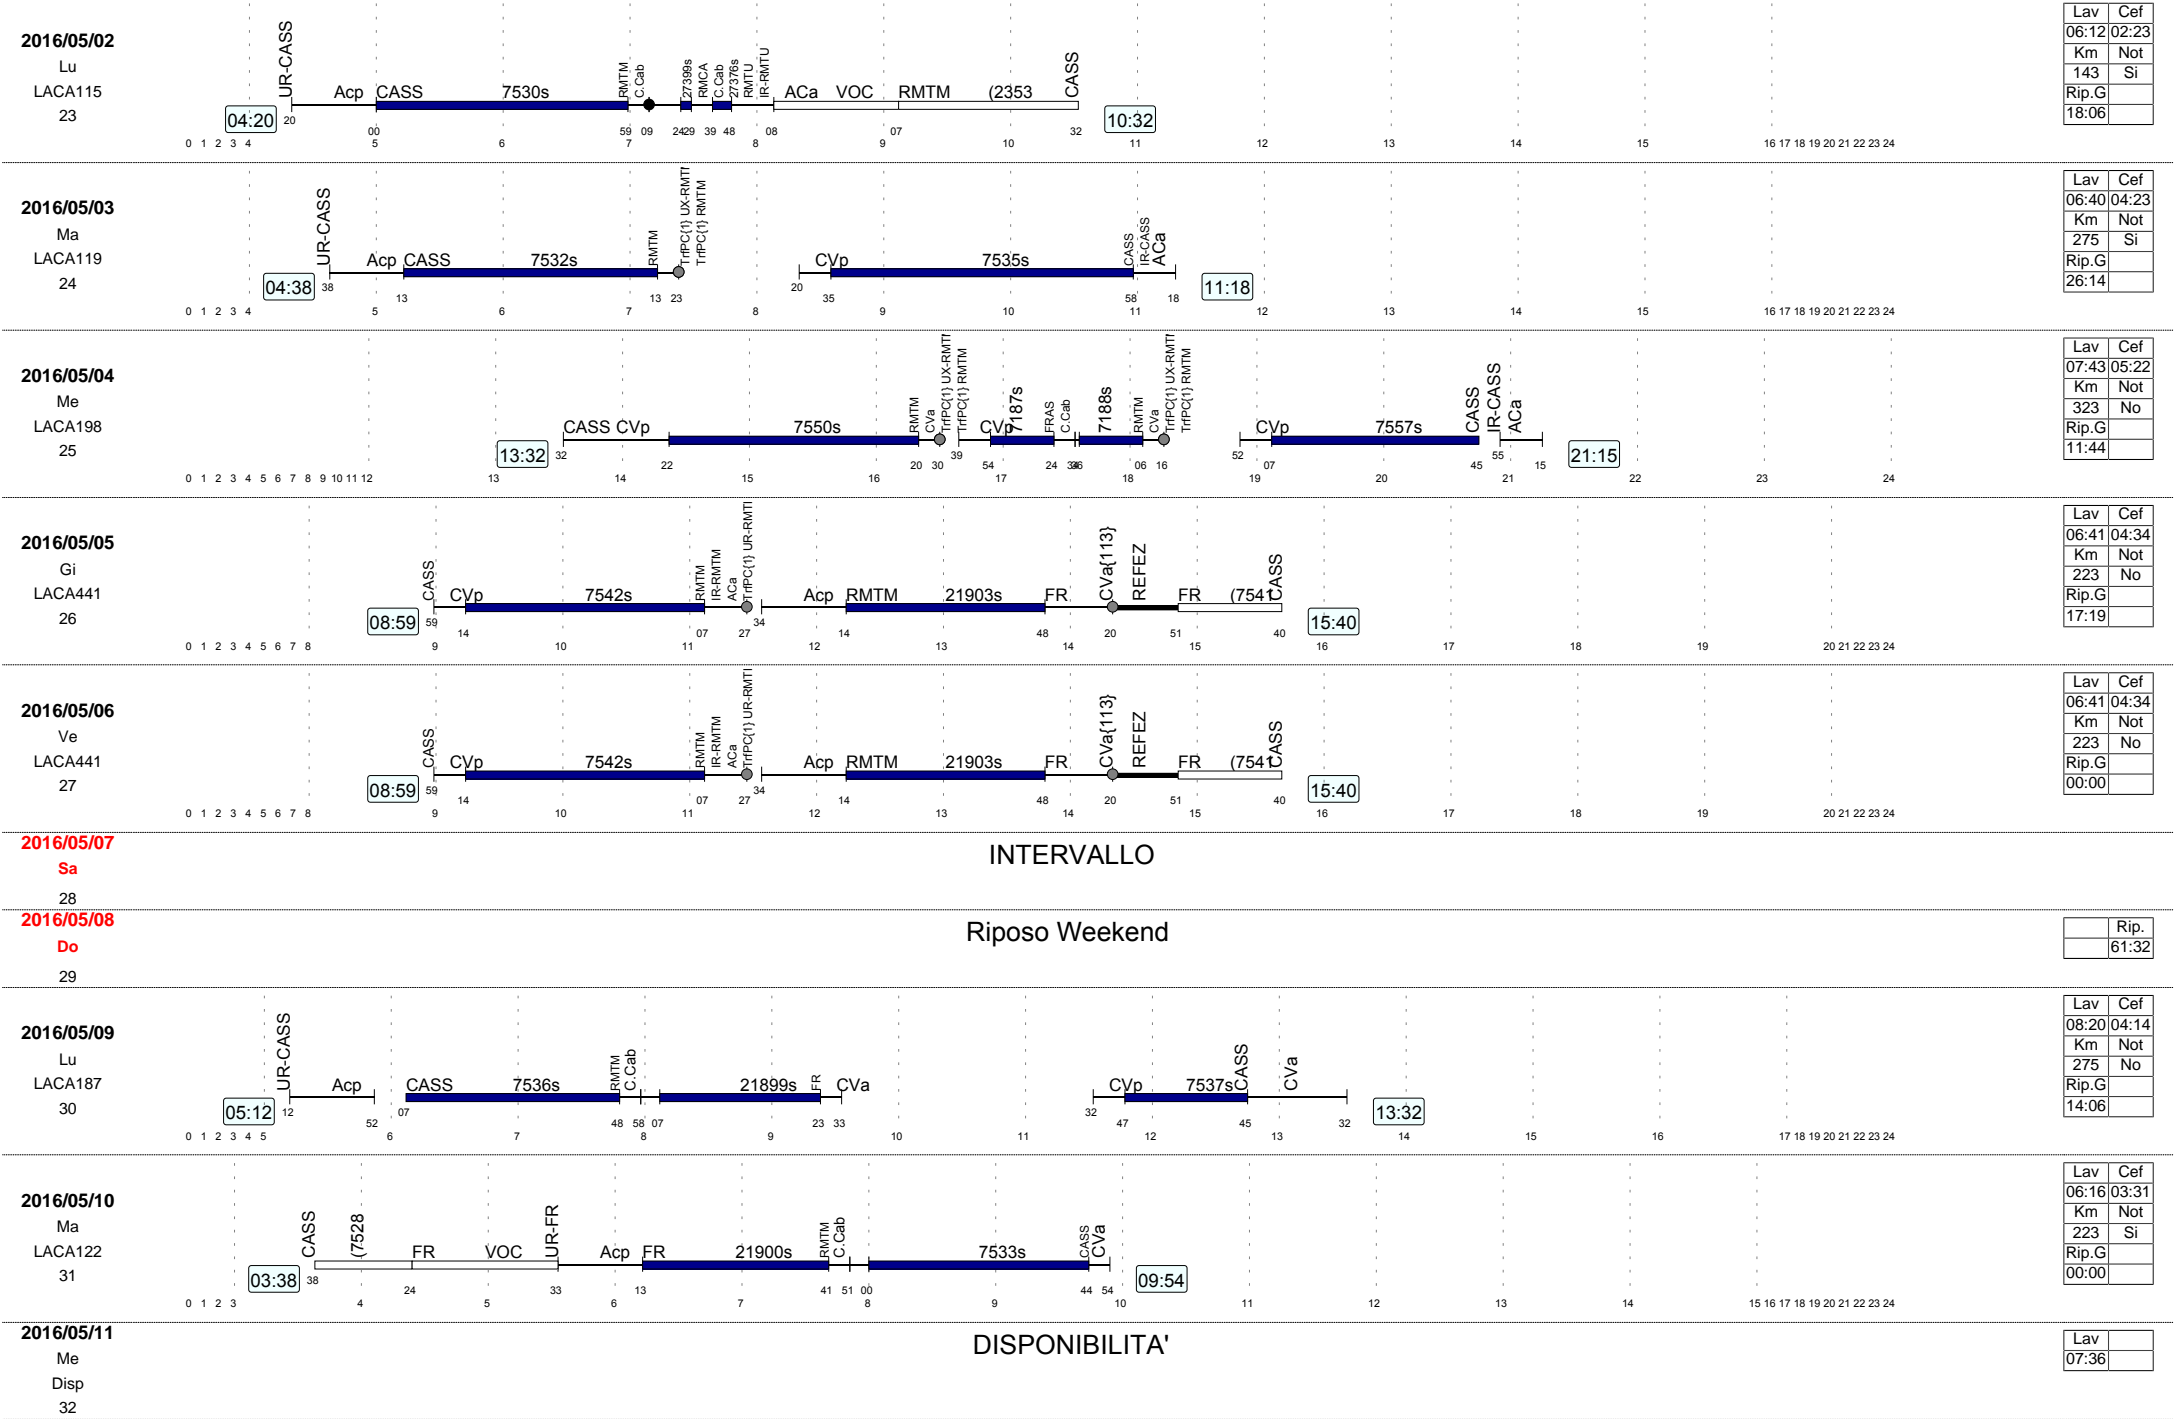 2016/05/02
Lu
LACA115
23
04:20
UR-CASS Acp CASS 7530s RMTM C.Cab 27399s RMCA C.Cab 27376s RMTU IR-RMTU ACa VOC RMTM (2353 CASS
20 00 59 09 24 29 39 48 08 07 32
10:32
0 1 2 3 4 5 6 7 8 9 10 11 12 13 14 15 16 17 18 19 20 21 22 23 24
Lav Cef
06:12 02:23
Km Not
143 Si
Rip.G
18:06
2016/05/03
Ma
LACA119
24
04:38
UR-CASS Acp CASS 7532s RMTM TrfPC{1} UX-RMTM TrfPC{1} RMTM CVp 7535s CASS IR-CASS ACa
38 13 13 23 20 35 58 18
11:18
0 1 2 3 4 5 6 7 8 9 10 11 12 13 14 15 16 17 18 19 20 21 22 23 24
Lav Cef
06:40 04:23
Km Not
275 Si
Rip.G
26:14
2016/05/04
Me
LACA198
25
13:32
CASS CVp 7550s RMTM CVa TrfPC{1} UX-RMTM TrfPC{1} RMTM CVp 7187s FRAS C.Cab 7188s RMTM CVa TrfPC{1} UX-RMTM TrfPC{1} RMTM CVp 7557s CASS IR-CASS ACa
32 22 20 30 39 54 24 34 36 06 16 52 07 45 55 15
21:15
0 1 2 3 4 5 6 7 8 9 10 11 12 13 14 15 16 17 18 19 20 21 22 23 24
Lav Cef
07:43 05:22
Km Not
323 No
Rip.G
11:44
2016/05/05
Gi
LACA441
26
08:59
CASS CVp 7542s RMTM IR-RMTM ACa TrfPC{1} UR-RMTM Acp RMTM 21903s FR CVa{113} REFEZ FR (7541 CASS
59 14 07 27 34 14 48 20 51 40
15:40
0 1 2 3 4 5 6 7 8 9 10 11 12 13 14 15 16 17 18 19 20 21 22 23 24
Lav Cef
06:41 04:34
Km Not
223 No
Rip.G
17:19
2016/05/06
Ve
LACA441
27
08:59
CASS CVp 7542s RMTM IR-RMTM ACa TrfPC{1} UR-RMTM Acp RMTM 21903s FR CVa{113} REFEZ FR (7541 CASS
59 14 07 27 34 14 48 20 51 40
15:40
0 1 2 3 4 5 6 7 8 9 10 11 12 13 14 15 16 17 18 19 20 21 22 23 24
Lav Cef
06:41 04:34
Km Not
223 No
Rip.G
00:00
2016/05/07
Sa
28
INTERVALLO
2016/05/08
Do
29
Riposo Weekend
Rip.
61:32
2016/05/09
Lu
LACA187
30
05:12
UR-CASS Acp CASS 7536s RMTM C.Cab 21899s FR CVa CVp 7537s CASS CVa
12 52 07 48 58 07 23 33 32 47 45 32
13:32
0 1 2 3 4 5 6 7 8 9 10 11 12 13 14 15 16 17 18 19 20 21 22 23 24
Lav Cef
08:20 04:14
Km Not
275 No
Rip.G
14:06
2016/05/10
Ma
LACA122
31
03:38
CASS (7528 FR VOC UR-FR Acp FR 21900s RMTM C.Cab 7533s CASS CVa
38 24 33 13 41 51 00 44 54
09:54
0 1 2 3 4 5 6 7 8 9 10 11 12 13 14 15 16 17 18 19 20 21 22 23 24
Lav Cef
06:16 03:31
Km Not
223 Si
Rip.G
00:00
2016/05/11
Me
Disp
32
DISPONIBILITA'
Lav
07:36